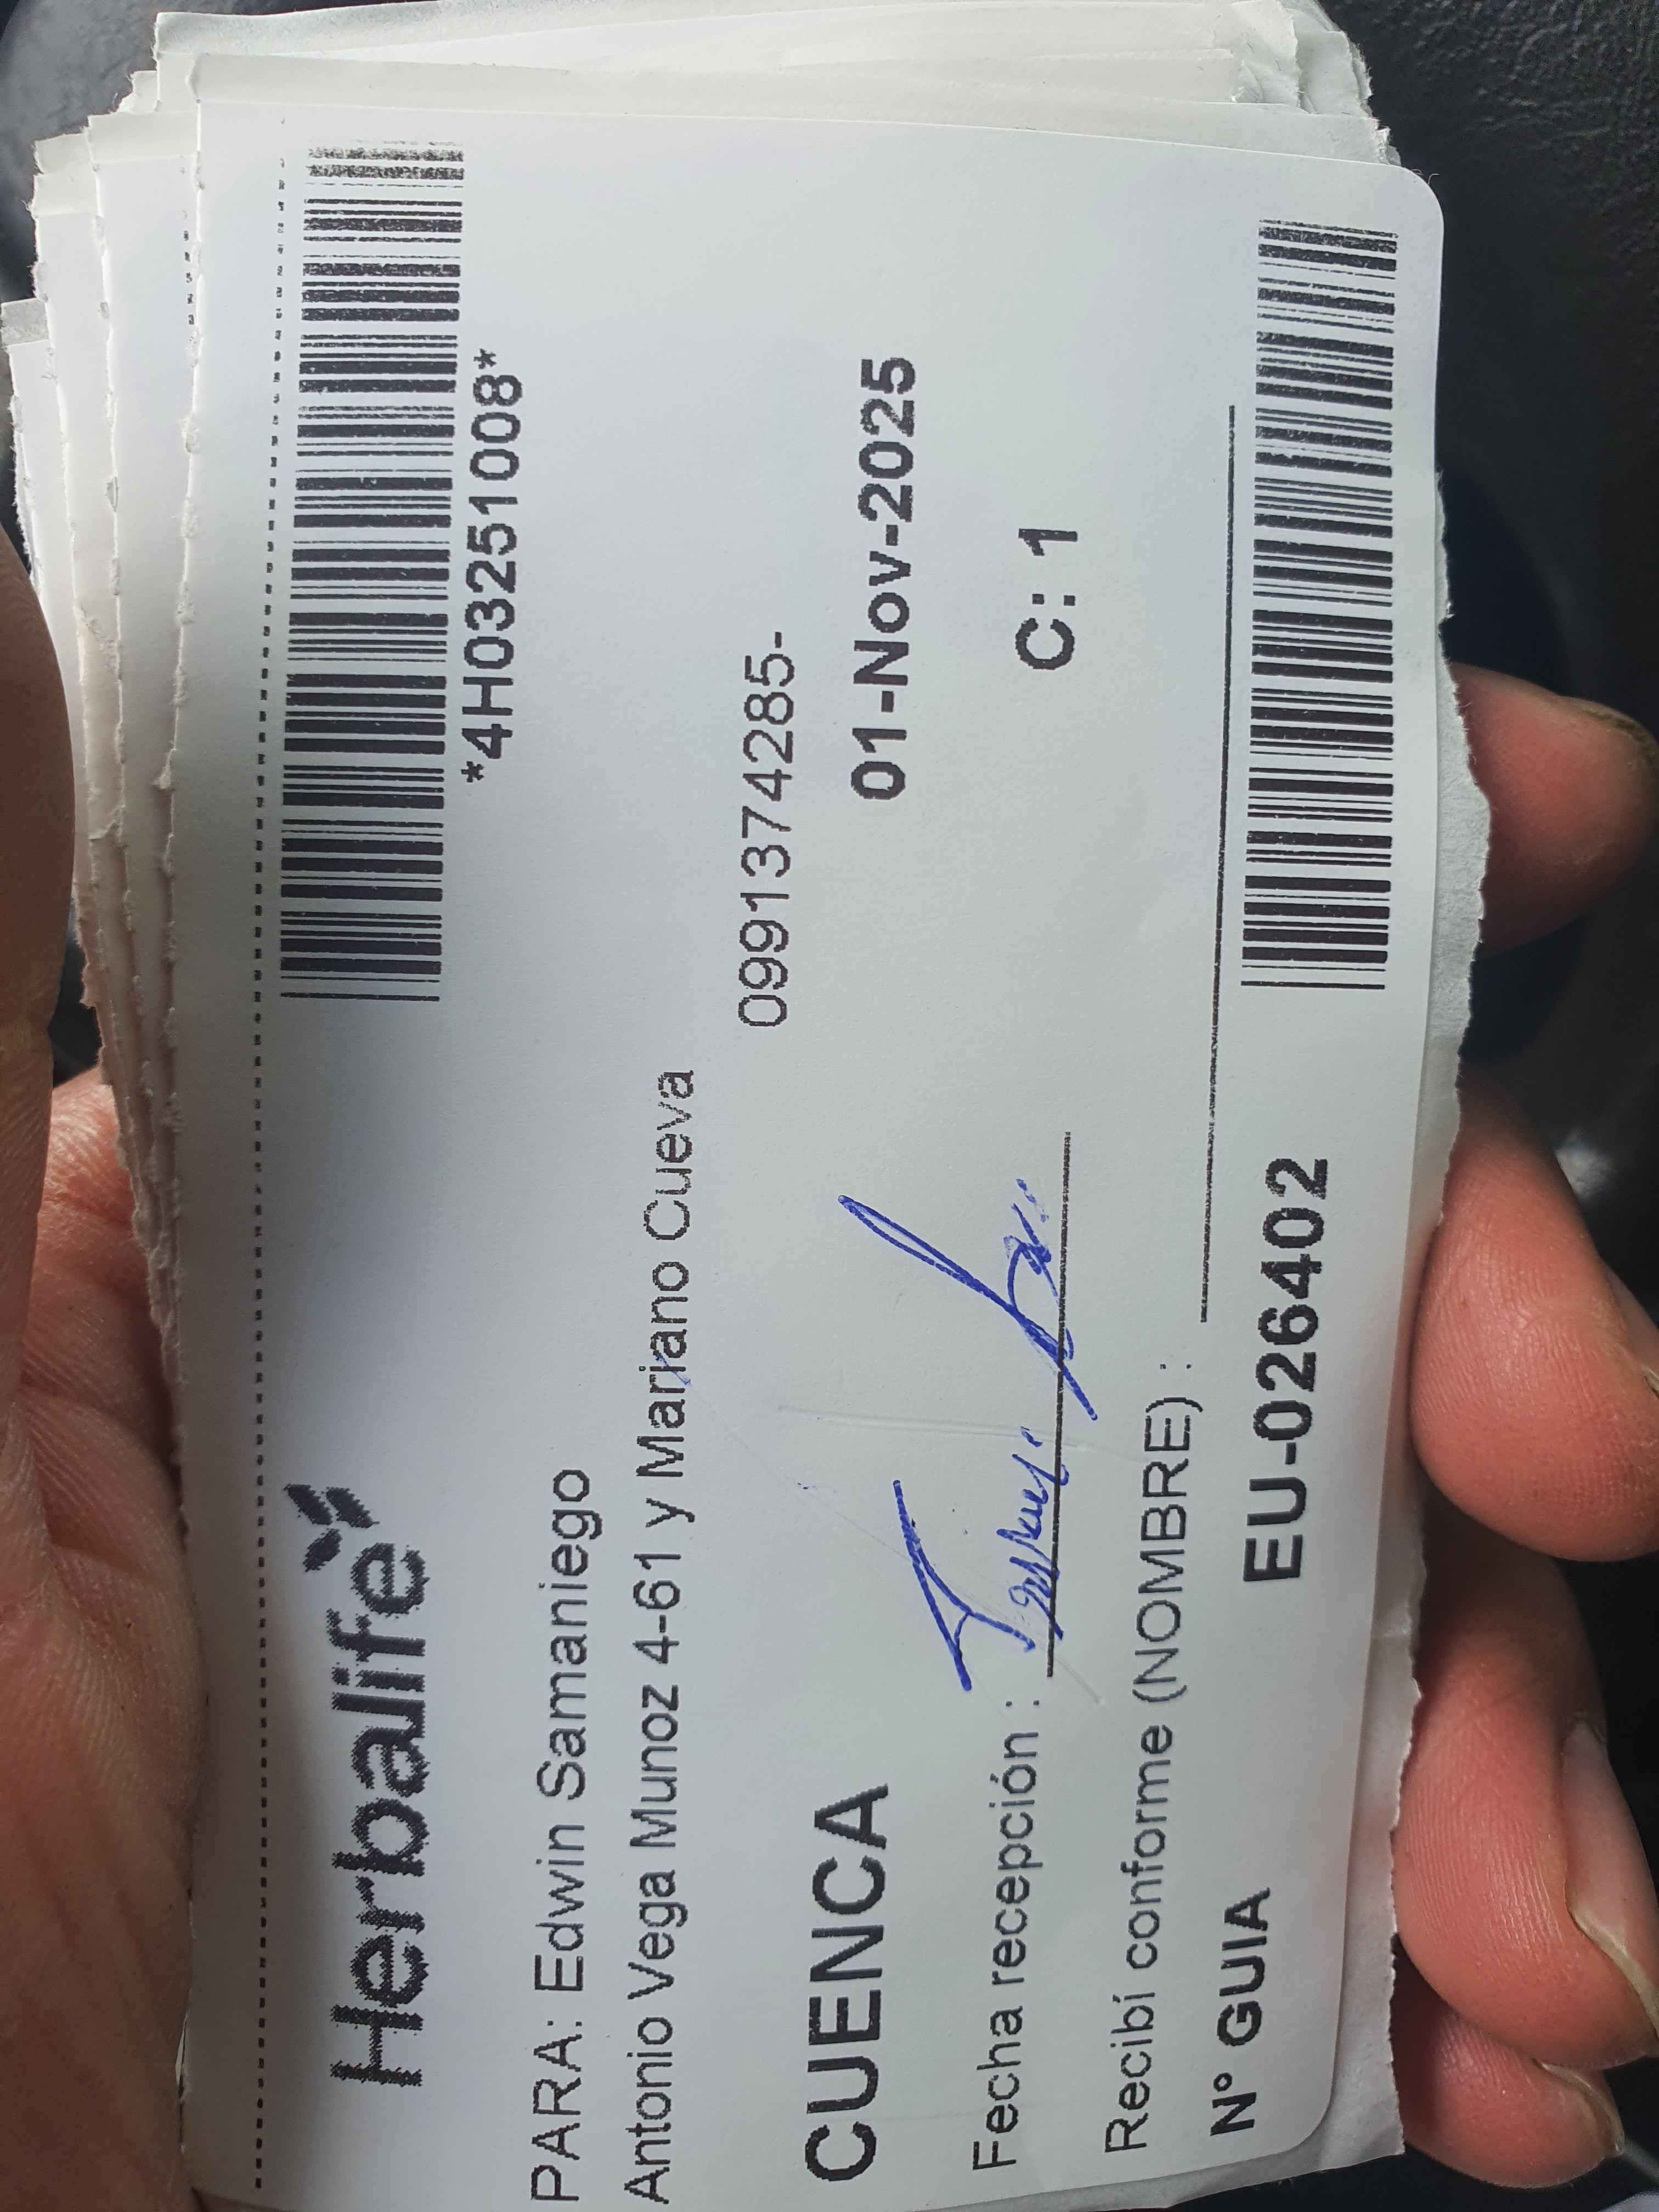 Herbalife
*4H03251008*
PARA: Edwin Samaniego
Antonio Vega Munoz 4-61 y Mariano Cueva
0991374285-
CUENCA
01-Nov-2025
Fecha recepción :
C: 1
Recibí conforme (NOMBRE) :
N° GUIA
EU-026402